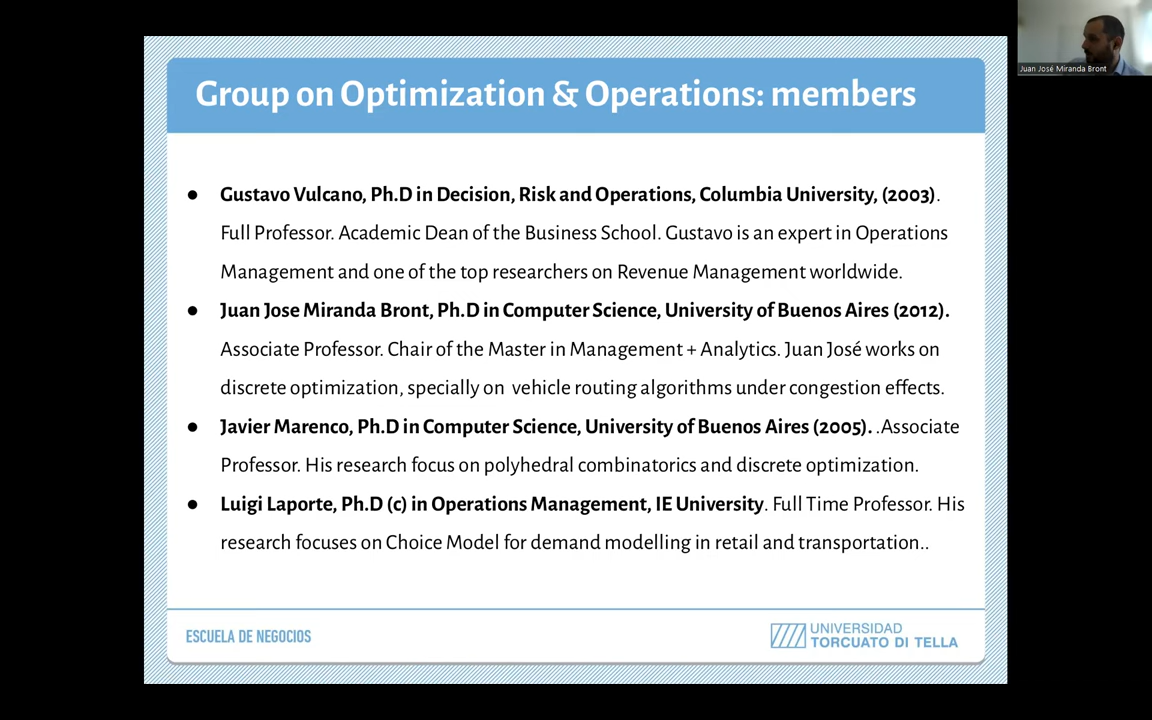 Juan José Miranda Bront
Group on Optimization & Operations: members
● Gustavo Vulcano, Ph.D in Decision, Risk and Operations, Columbia University, (2003).
Full Professor. Academic Dean of the Business School. Gustavo is an expert in Operations
Management and one of the top researchers on Revenue Management worldwide.
● Juan Jose Miranda Bront, Ph.D in Computer Science, University of Buenos Aires (2012).
Associate Professor. Chair of the Master in Management + Analytics. Juan José works on
discrete optimization, specially on vehicle routing algorithms under congestion effects.
● Javier Marenco, Ph.D in Computer Science, University of Buenos Aires (2005). .Associate
Professor. His research focus on polyhedral combinatorics and discrete optimization.
● Luigi Laporte, Ph.D (c) in Operations Management, IE University. Full Time Professor. His
research focuses on Choice Model for demand modelling in retail and transportation..
ESCUELA DE NEGOCIOS
UNIVERSIDAD
TORCUATO DI TELLA